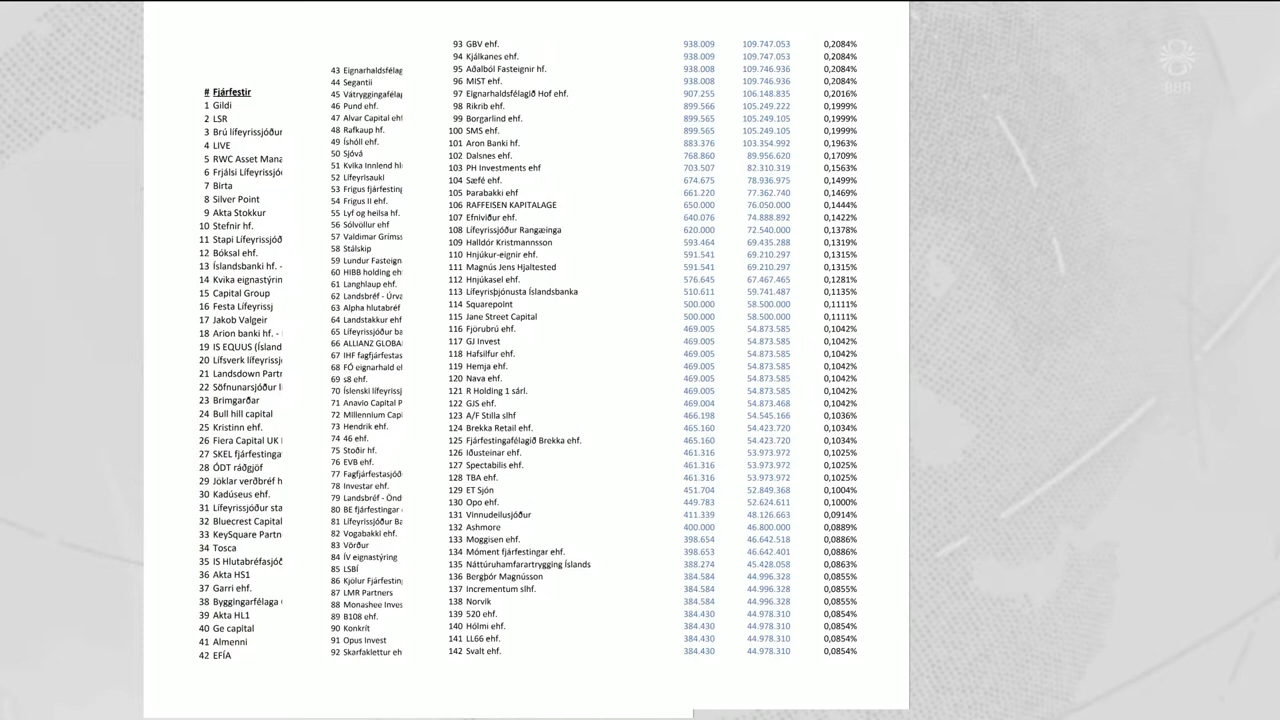 # Fjárfestir
1 Gildi
2 LSR
3 Brú lífeyrissjóður
4 LIVE
5 RWC Asset Mana
6 Frjálsi Lífeyrissjó
7 Birta
8 Silver Point
9 Akta Stokkur
10 Stefnir hf.
11 Stapi Lífeyrissjóð
12 Bóksal ehf.
13 Íslandsbanki hf. -
14 Kvika eignastýrin
15 Capital Group
16 Festa Lífeyrissj
17 Jakob Valgeir
18 Arion banki hf. -
19 IS EQUUS (Ísland
20 Lífsverk lífeyrissj
21 Landsdown Partn
22 Söfnunarsjóður l
23 Brimgarðar
24 Bull hill capital
25 Kristinn ehf.
26 Fiera Capital UK
27 SKEL fjárfestinga
28 ÓDT ráðgjöf
29 Jöklar verðbréf h
30 Kadúseus ehf.
31 Lífeyrissjóður sta
32 Bluecrest Capital
33 KeySquare Partn
34 Tosca
35 IS Hlutabréfasjóð
36 Akta HS1
37 Garri ehf.
38 Byggingarfélaga
39 Akta HL1
40 Ge capital
41 Almenni
42 EFÍA
43 Eignarhaldsfélag
44 Segantii
45 Vátryggingafélag
46 Pund ehf.
47 Alvar Capital ehf
48 Rafkaup hf.
49 Íshóll ehf.
50 Sjóvá
51 Kvika Innlend hl
52 Lífeyrisauki
53 Frigus fjárfesting
54 Frigus II ehf.
55 Lyf og heilsa hf.
56 Sólvöllur ehf
57 Valdimar Gríms
58 Stálskip
59 Lundur Fasteign
60 HIBB holding eh
61 Langhlaup ehf.
62 Landsbréf - Úrva
63 Alpha hlutabréf
64 Landstakkur ehf
65 Lífeyrissjóður ba
66 ALLIANZ GLOBA
67 IHF fagfjárfestas
68 FÓ eignarhald eh
69 s8 ehf.
70 Íslenski lífeyrissj
71 Anavio Capital P
72 MIllennium Capi
73 Hendrik ehf.
74 46 ehf.
75 Stoðir hf.
76 EVB ehf.
77 Fagfjárfestasjóð
78 Investar ehf.
79 Landsbréf - Önd
80 BE fjárfestingar
81 Lífeyrissjóður Ba
82 Vogabakki ehf.
83 Vörður
84 ÍV eignastýring
85 LSBÍ
86 Kjölur Fjárfestin
87 LMR Partners
88 Monashee Inves
89 B108 ehf.
90 Konkrít
91 Opus Invest
92 Skarfaklettur eh
93 GBV ehf. 938.009 109.747.053 0,2084%
94 Kjálkanes ehf. 938.009 109.747.053 0,2084%
95 Aðalból Fasteignir hf. 938.008 109.746.936 0,2084%
96 MIST ehf. 938.008 109.746.936 0,2084%
97 Eignarhaldsfélagið Hof ehf. 907.255 106.148.835 0,2016%
98 Rikrib ehf. 899.566 105.249.222 0,1999%
99 Borgarlind ehf. 899.565 105.249.105 0,1999%
100 SMS ehf. 899.565 105.249.105 0,1999%
101 Aron Banki hf. 883.376 103.354.992 0,1963%
102 Dalsnes ehf. 768.860 89.956.620 0,1709%
103 PH Investments ehf 703.507 82.310.319 0,1563%
104 Sæfé ehf. 674.675 78.936.975 0,1499%
105 Þarabakki ehf 661.220 77.362.740 0,1469%
106 RAFFEISEN KAPITALAGE 650.000 76.050.000 0,1444%
107 Efniviður ehf. 640.076 74.888.892 0,1422%
108 Lífeyrissjóður Rangæinga 620.000 72.540.000 0,1378%
109 Halldór Kristmannsson 593.464 69.435.288 0,1319%
110 Hnjúkur-eignir ehf. 591.541 69.210.297 0,1315%
111 Magnús Jens Hjaltested 591.541 69.210.297 0,1315%
112 Hnjúkasel ehf. 576.645 67.467.465 0,1281%
113 Lífeyrisþjónusta Íslandsbanka 510.611 59.741.487 0,1135%
114 Squarepoint 500.000 58.500.000 0,1111%
115 Jane Street Capital 500.000 58.500.000 0,1111%
116 Fjörubrú ehf. 469.005 54.873.585 0,1042%
117 GJ Invest 469.005 54.873.585 0,1042%
118 Hafsilfur ehf. 469.005 54.873.585 0,1042%
119 Hemja ehf. 469.005 54.873.585 0,1042%
120 Nava ehf. 469.005 54.873.585 0,1042%
121 R Holding 1 sárl. 469.005 54.873.585 0,1042%
122 GJS ehf. 469.004 54.873.468 0,1042%
123 A/F Stilla slhf 466.198 54.545.166 0,1036%
124 Brekka Retail ehf. 465.160 54.423.720 0,1034%
125 Fjárfestingafélagið Brekka ehf. 465.160 54.423.720 0,1034%
126 Iðusteinar ehf. 461.316 53.973.972 0,1025%
127 Spectabilis ehf. 461.316 53.973.972 0,1025%
128 TBA ehf. 461.316 53.973.972 0,1025%
129 ET Sjón 451.704 52.849.368 0,1004%
130 Opo ehf. 449.783 52.624.611 0,1000%
131 Vinnudeilusjóður 411.339 48.126.663 0,0914%
132 Ashmore 400.000 46.800.000 0,0889%
133 Moggisen ehf. 398.654 46.642.518 0,0886%
134 Móment fjárfestingar ehf. 398.653 46.642.401 0,0886%
135 Náttúruhamfarartrygging Íslands 388.274 45.428.058 0,0863%
136 Bergþór Magnússon 384.584 44.996.328 0,0855%
137 Incrementum slhf. 384.584 44.996.328 0,0855%
138 Norvik 384.584 44.996.328 0,0855%
139 520 ehf. 384.430 44.978.310 0,0854%
140 Hólmi ehf. 384.430 44.978.310 0,0854%
141 LL66 ehf. 384.430 44.978.310 0,0854%
142 Svalt ehf. 384.430 44.978.310 0,0854%